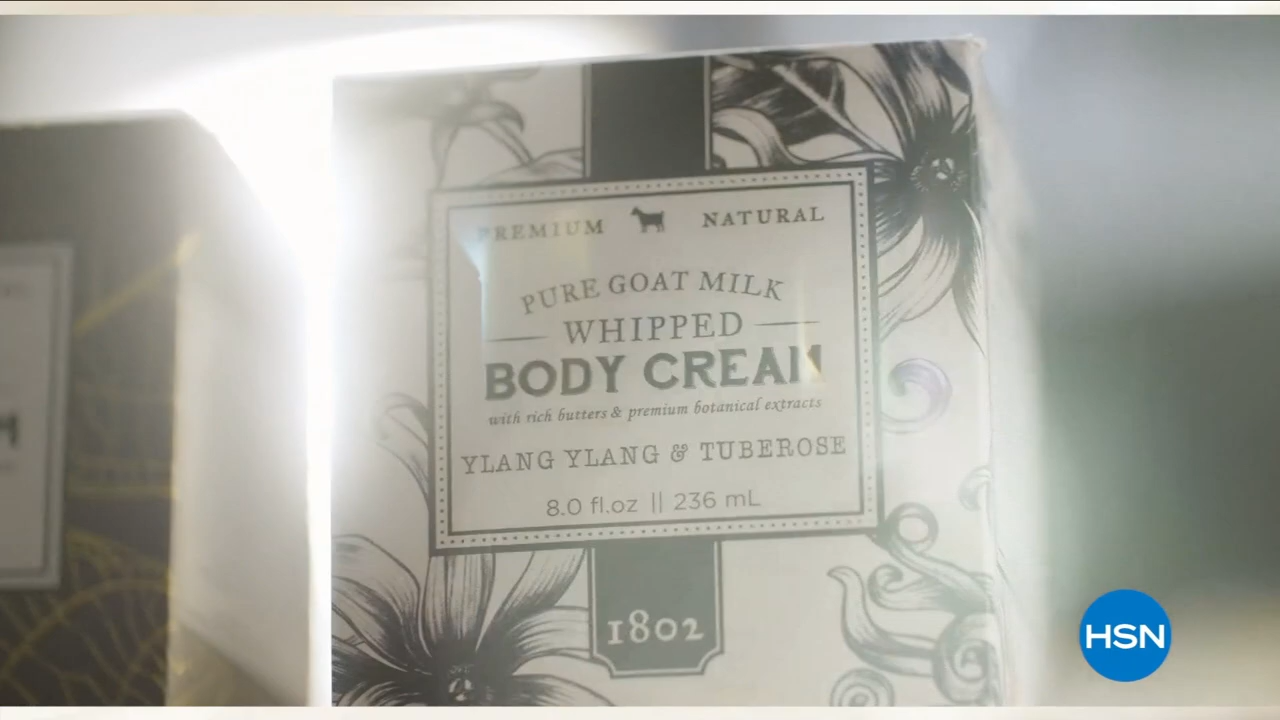 PREMIUM NATURAL
PURE GOAT MILK
WHIPPED
BODY CREAM
with rich butters & premium botanical extracts
YLANG YLANG & TUBEROSE
8.0 fl.oz || 236 mL
1802
HSN